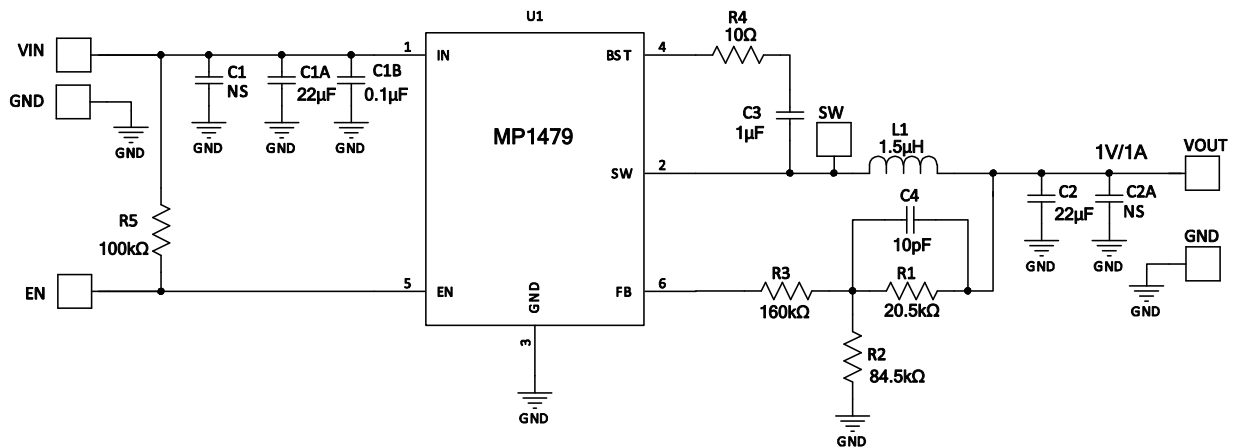 U1
VIN
GND
GND
C1
NS
GND
C1A
22µF
GND
C1B
0.1µF
GND
R5
100kΩ
EN
1
IN
5
EN
MP1479
BST
4
SW
2
FB
6
GND
3
GND
R4
10Ω
C3
1µF
SW
L1
1.5µH
C4
10pF
R3
160kΩ
R1
20.5kΩ
R2
84.5kΩ
GND
1V/1A
VOUT
C2
22µF
GND
C2A
NS
GND
GND
GND